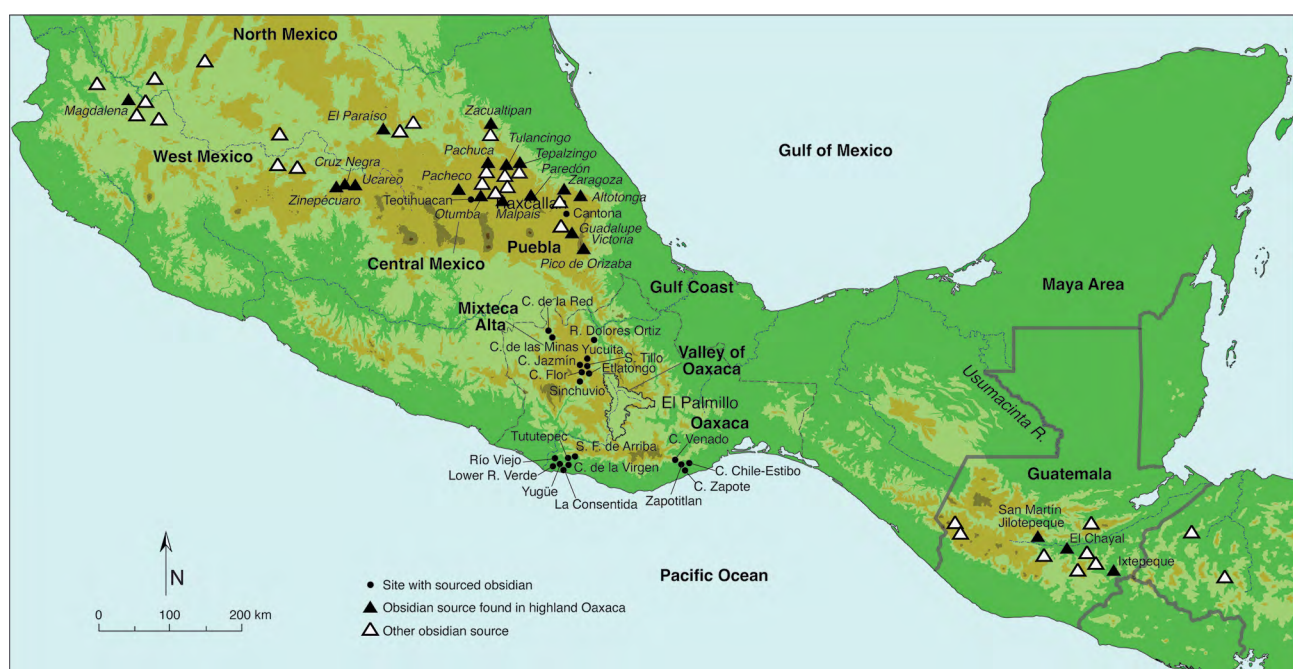 North Mexico
Magdalena
El Paraíso
Zacualtipan
Tulancingo
Pachuca
Tepalzingo
West Mexico
Cruz Negra
Ucareo
Zinepécuaro
Pacheco
Paredón
Zaragoza
Teotihuacan
Otumba
Malpaís
Altotonga
Cantona
Guadalupe
Victoria
Puebla
Central Mexico
Pico de Orizaba
Gulf of Mexico
Gulf Coast
Maya Area
Mixteca
Alta
C. de la Red
R. Dolores Ortiz
C. de las Minas
Yucuita
C. Jazmín
S. Tillo
C. Flor
Etlatongo
Sinchuvio
Valley of
Oaxaca
El Palmillo
Oaxaca
Usumacinta R.
Tututepec
S. F. de Arriba
C. Venado
Río Viejo
C. de la Virgen
C. Chile-Estibo
Lower R. Verde
C. Zapote
Yugüe
La Consentida
Zapotitlan
Guatemala
San Martín
Jilotepeque
El Chayal
Ixtepeque
Pacific Ocean
N
0 100 200 km
Site with sourced obsidian
Obsidian source found in highland Oaxaca
Other obsidian source